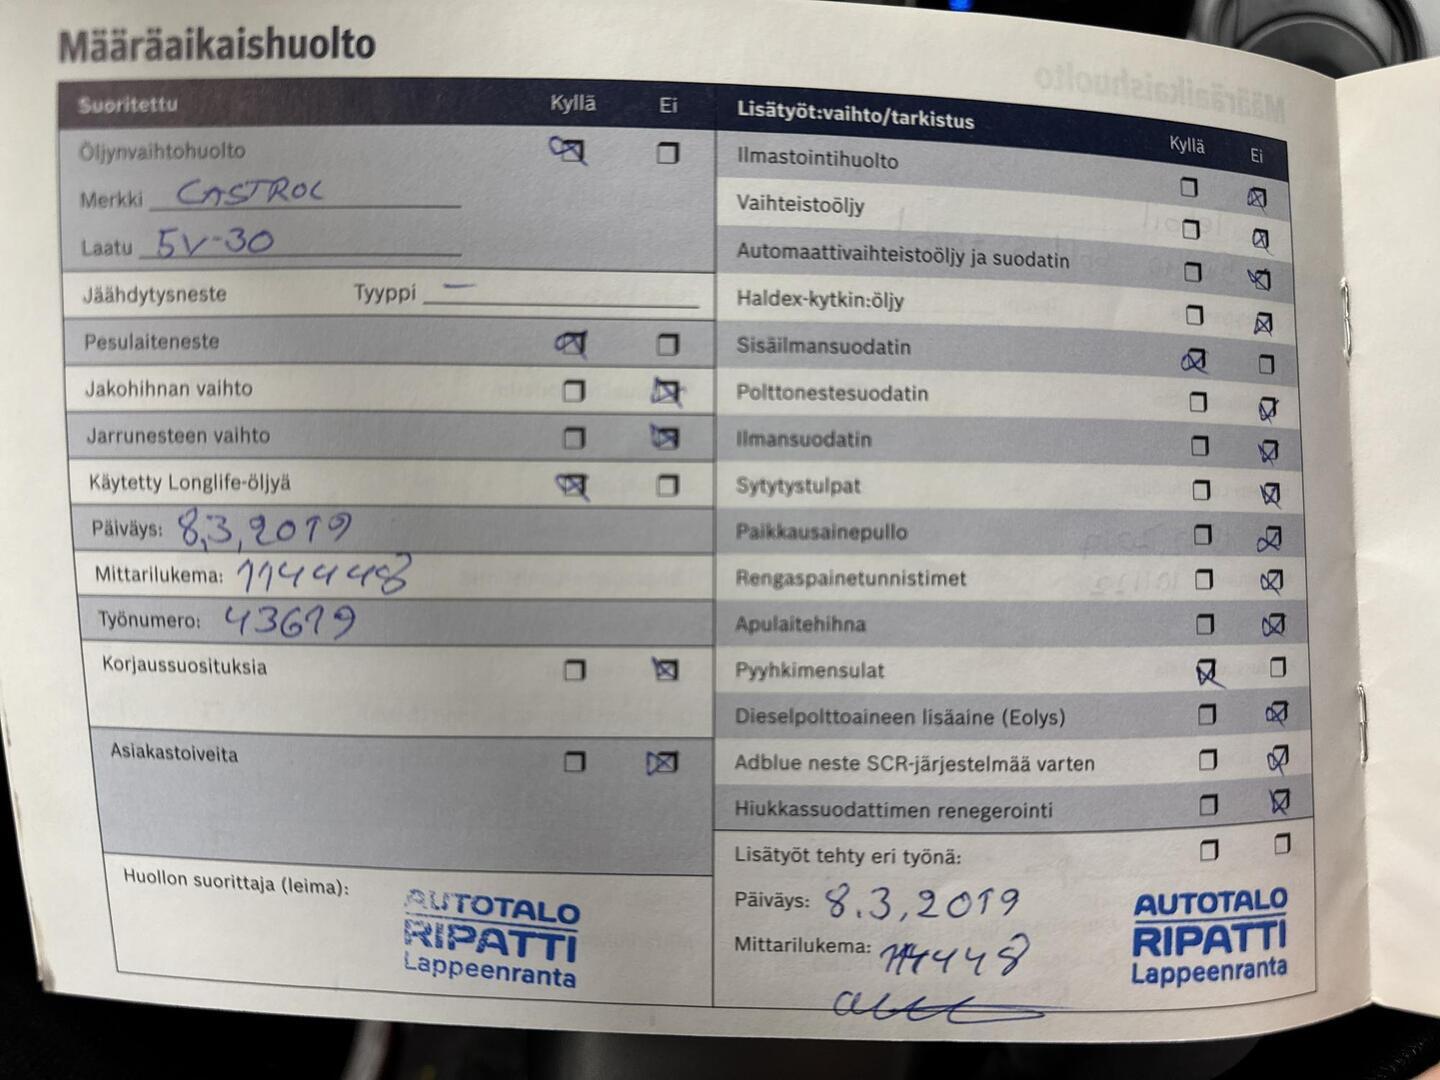 Määräaikaishuolto
Suoritettu Kyllä Ei
Öljynvaihtohuolto
Merkki CASTROL
Laatu 5V-30
Jäähdytysneste Tyyppi —
Pesulaiteneste
Jakohihnan vaihto
Jarrunesteen vaihto
Käytetty Longlife-öljyä
Päiväys: 8,3,2019
Mittarilukema: 114448
Työnumero: 43619
Korjaussuosituksia
Asiakastoiveita
Huollon suorittaja (leima):
AUTOTALO
RIPATTI
Lappeenranta
Lisätyöt:vaihto/tarkistus Kyllä Ei
Ilmastointihuolto
Vaihteistoöljy
Automaattivaihteistoöljy ja suodatin
Haldex-kytkin:öljy
Sisäilmansuodatin
Polttonestesuodatin
Ilmansuodatin
Sytytystulpat
Paikkausainepullo
Rengaspainetunnistimet
Apulaitehihna
Pyyhkimensulat
Dieselpolttoaineen lisäaine (Eolys)
Adblue neste SCR-järjestelmää varten
Hiukkassuodattimen renegerointi
Lisätyöt tehty eri työnä:
Päiväys: 8.3,2019
Mittarilukema: 114448
AUTOTALO
RIPATTI
Lappeenranta